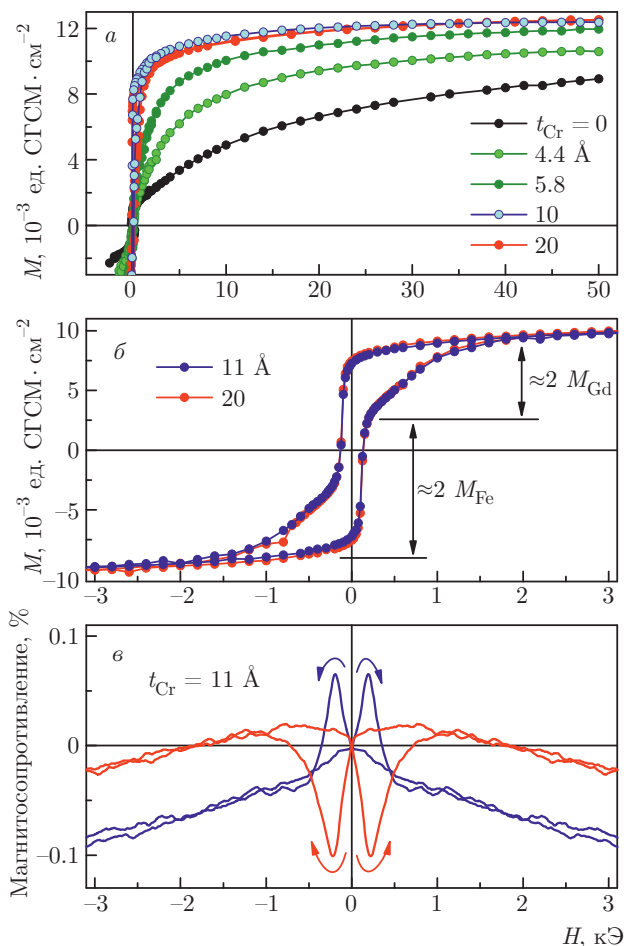 а
12
8
4
0
M, 10⁻³ ед. СГСМ · см⁻²
t_Cr = 0
4.4 Å
5.8
10
20
0 10 20 30 40 50
б
10
5
0
−5
−10
M, 10⁻³ ед. СГСМ · см⁻²
11 Å
20
≈2 M_Gd
≈2 M_Fe
−3 −2 −1 0 1 2 3
в
0.1
0
−0.1
Магнитосопротивление, %
t_Cr = 11 Å
−3 −2 −1 0 1 2 3
H, кЭ